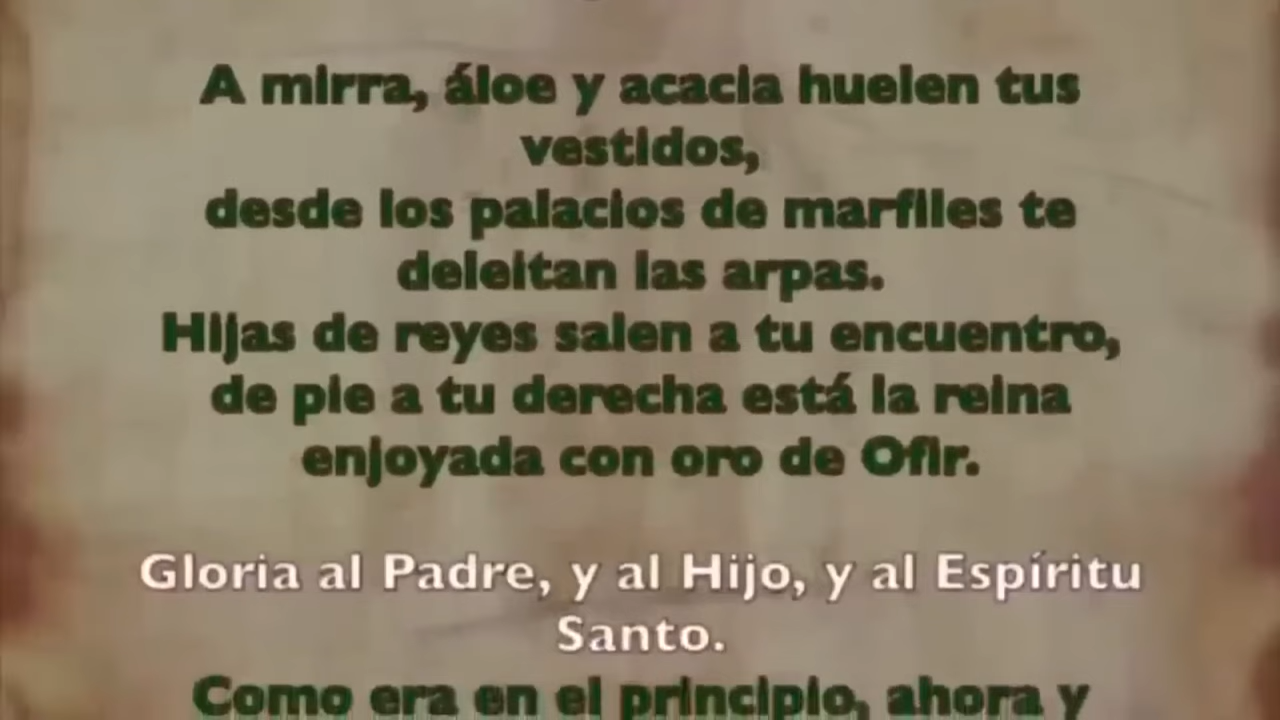 A mirra, áloe y acacia huelen tus
vestidos,
desde los palacios de marfiles te
deleitan las arpas.
Hijas de reyes salen a tu encuentro,
de pie a tu derecha está la reina
enjoyada con oro de Ofir.
Gloria al Padre, y al Hijo, y al Espíritu
Santo.
Como era en el principio, ahora y